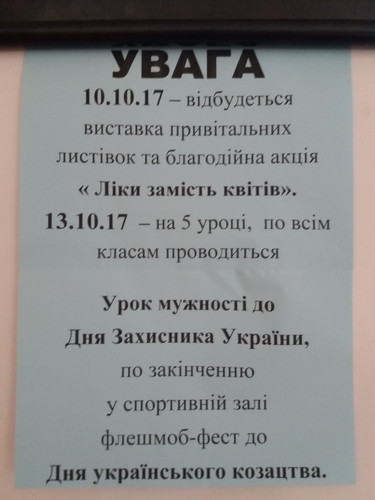 УВАГА
10.10.17 – відбудеться
виставка привітальних
листівок та благодійна акція
« Ліки замість квітів».
13.10.17 – на 5 уроці, по всім
класам проводиться
Урок мужності до
Дня Захисника України,
по закінченню
у спортивній залі
флешмоб-фест до
Дня українського козацтва.